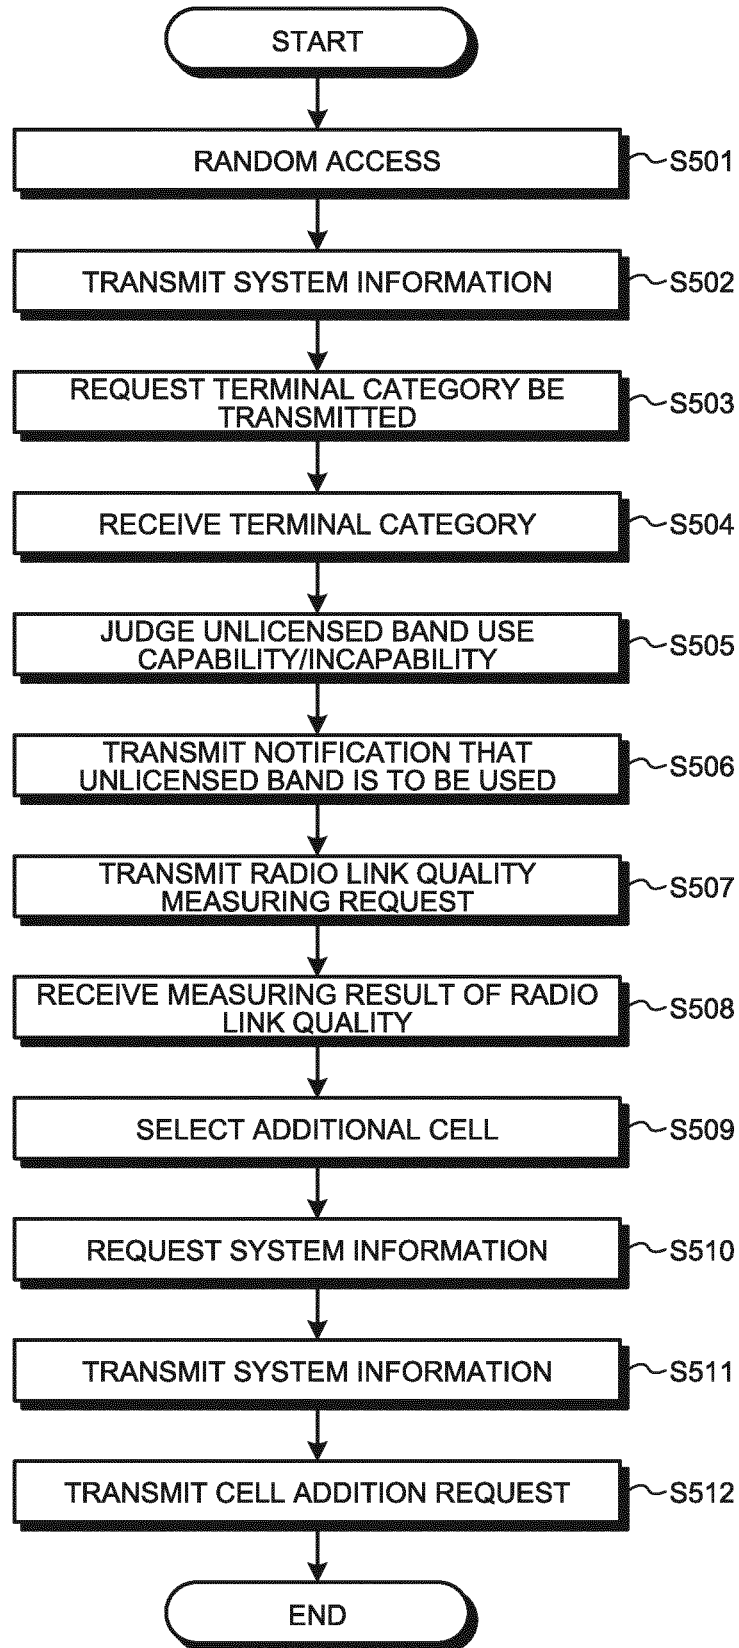 START
RANDOM ACCESS
S501
TRANSMIT SYSTEM INFORMATION
S502
REQUEST TERMINAL CATEGORY BE
TRANSMITTED
S503
RECEIVE TERMINAL CATEGORY
S504
JUDGE UNLICENSED BAND USE
CAPABILITY/INCAPABILITY
S505
TRANSMIT NOTIFICATION THAT
UNLICENSED BAND IS TO BE USED
S506
TRANSMIT RADIO LINK QUALITY
MEASURING REQUEST
S507
RECEIVE MEASURING RESULT OF RADIO
LINK QUALITY
S508
SELECT ADDITIONAL CELL
S509
REQUEST SYSTEM INFORMATION
S510
TRANSMIT SYSTEM INFORMATION
S511
TRANSMIT CELL ADDITION REQUEST
S512
END